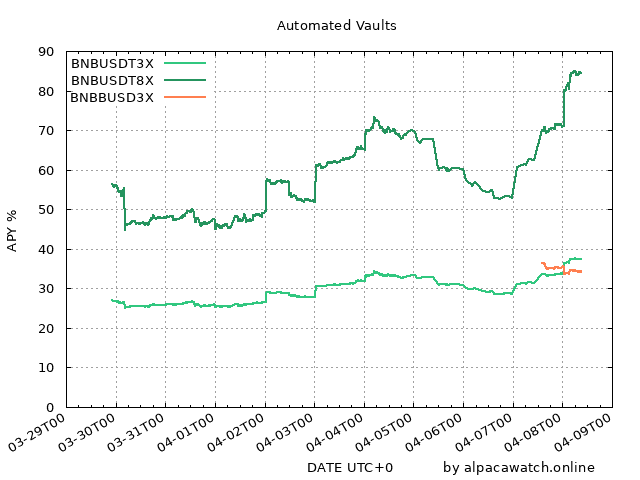 Automated Vaults
BNBUSDT3X
BNBUSDT8X
BNBBUSD3X
APY %
90
80
70
60
50
40
30
20
10
0
03-29T00
03-30T00
03-31T00
04-01T00
04-02T00
04-03T00
04-04T00
04-05T00
04-06T00
04-07T00
04-08T00
04-09T00
DATE UTC+0
by alpacawatch.online